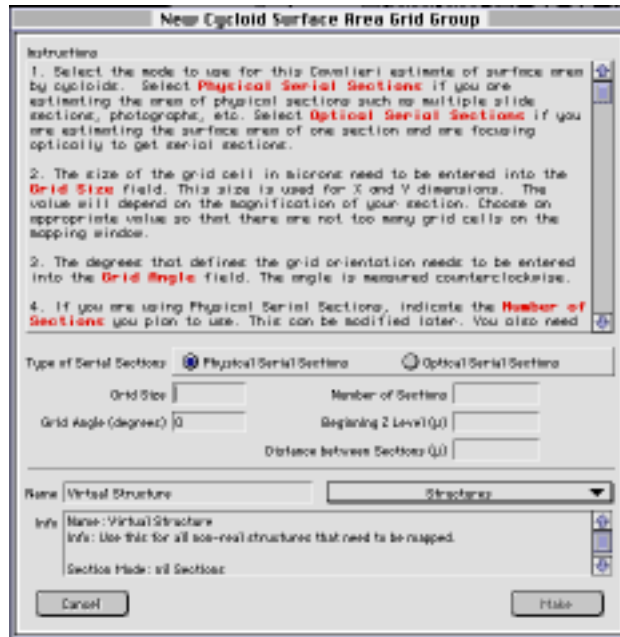 New Cycloid Surface Area Grid Group
Instructions
1. Select the mode to use for this Cavalieri estimate of surface area
by cycloids. Select Physical Serial Sections if you are
estimating the area of physical sections such as multiple slide
sections, photographs, etc. Select Optical Serial Sections if you
are estimating the surface area of one section and are focusing
optically to get serial sections.
2. The size of the grid cell in microns need to be entered into the
Grid Size field. This size is used for X and Y dimensions. The
value will depend on the magnification of your section. Choose an
appropriate value so that there are not too many grid cells on the
mapping window.
3. The degrees that defines the grid orientation needs to be entered
into the Grid Angle field. The angle is measured counterclockwise.
4. If you are using Physical Serial Sections, indicate the Number of
Sections you plan to use. This can be modified later. You also need
Type of Serial Sections Physical Serial Sections Optical Serial Sections
Grid Size Number of Sections
Grid Angle (degrees) 0 Beginning Z Level (µ)
Distance between Sections (µ)
Name Virtual Structure Structures
Info Name: Virtual Structure
Info: Use this for all non-real structures that need to be mapped.
Section Mode: all Sections
Cancel Make